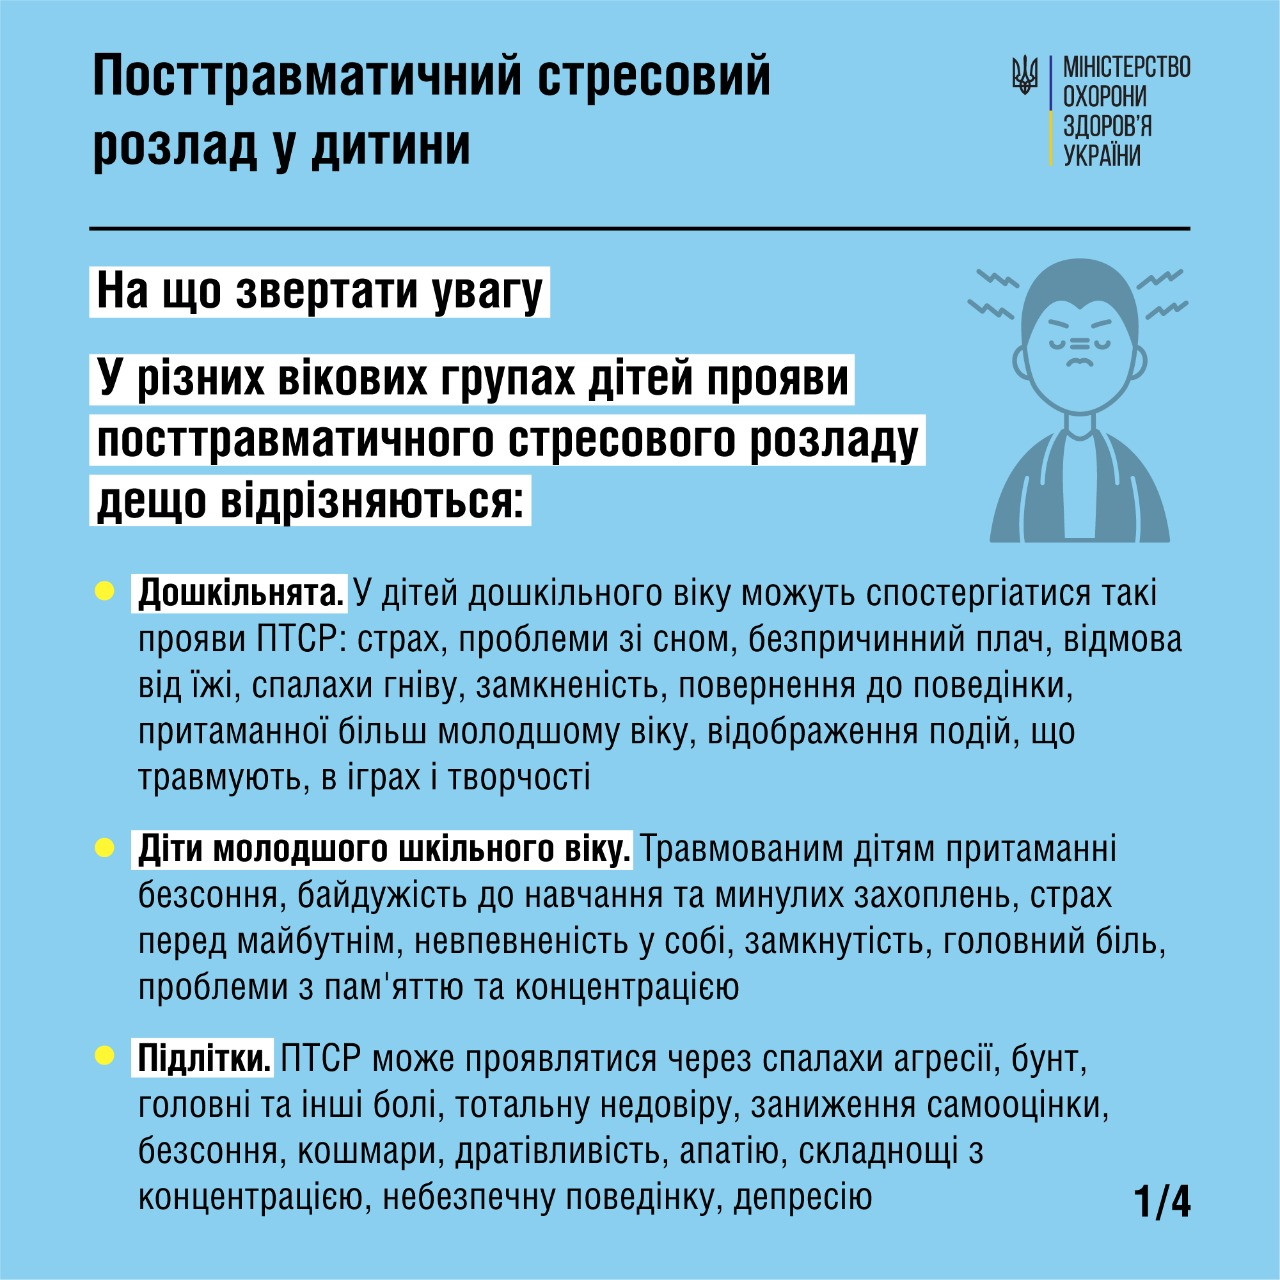 Посттравматичний стресовий
розлад у дитини
МІНІСТЕРСТВО
ОХОРОНИ
ЗДОРОВ'Я
УКРАЇНИ
На що звертати увагу
У різних вікових групах дітей прояви
посттравматичного стресового розладу
дещо відрізняються:
Дошкільнята. У дітей дошкільного віку можуть спостергіатися такі
прояви ПТСР: страх, проблеми зі сном, безпричинний плач, відмова
від їжі, спалахи гніву, замкненість, повернення до поведінки,
притаманної більш молодшому віку, відображення подій, що
травмують, в іграх і творчості
Діти молодшого шкільного віку. Травмованим дітям притаманні
безсоння, байдужість до навчання та минулих захоплень, страх
перед майбутнім, невпевненість у собі, замкнутість, головний біль,
проблеми з пам'яттю та концентрацією
Підлітки. ПТСР може проявлятися через спалахи агресії, бунт,
головні та інші болі, тотальну недовіру, заниження самооцінки,
безсоння, кошмари, дратівливість, апатію, складнощі з
концентрацією, небезпечну поведінку, депресію
1/4